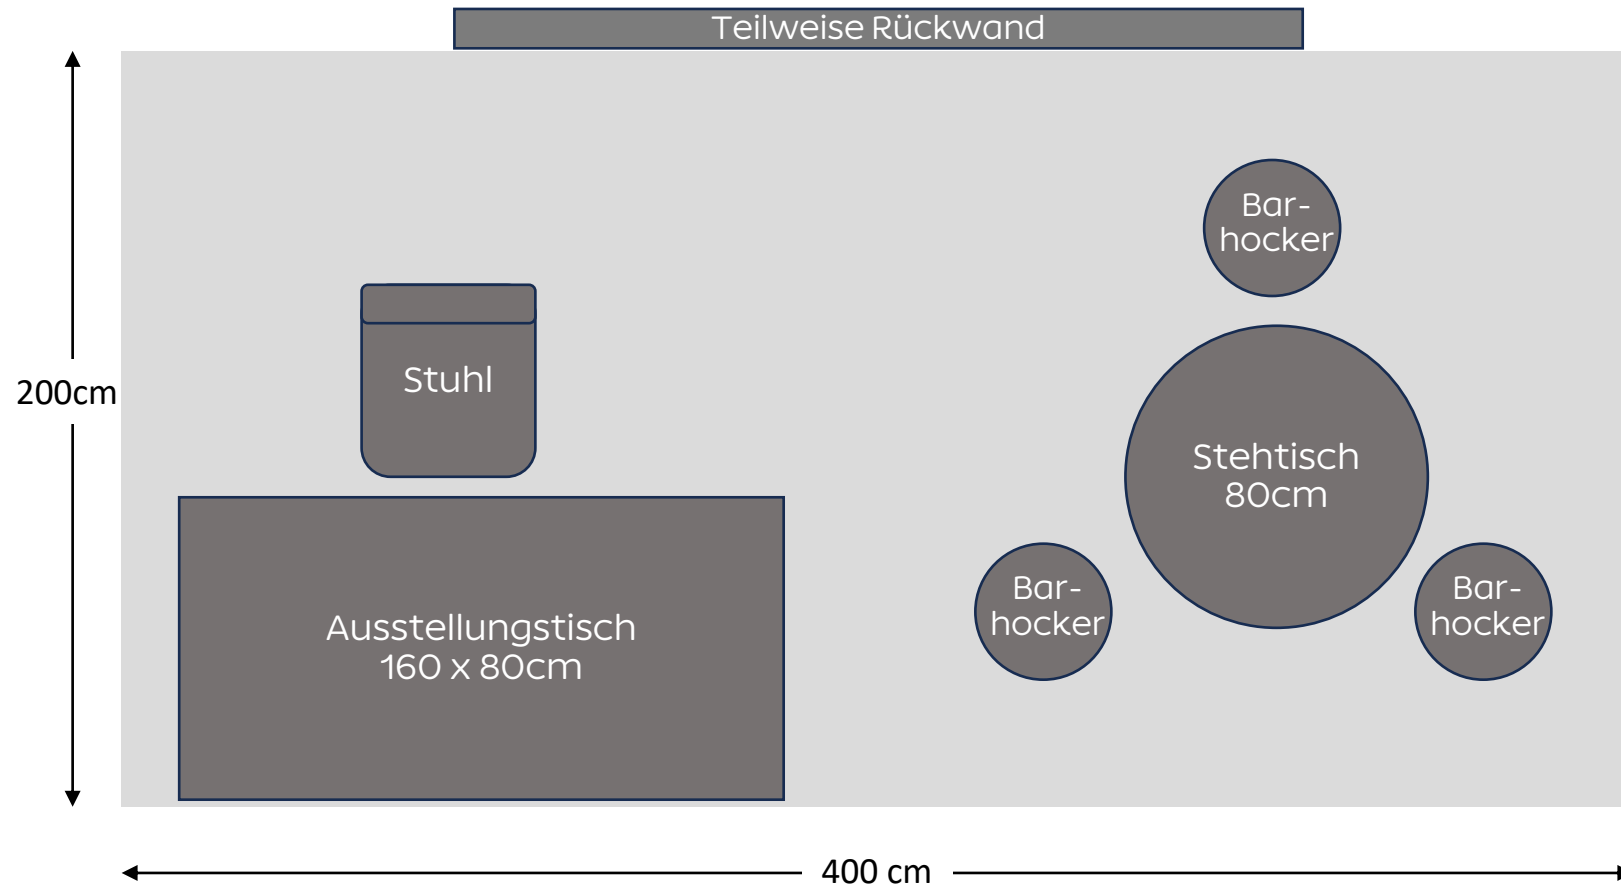 Teilweise Rückwand
Bar-
hocker
Stuhl
200cm
Stehtisch
80cm
Bar-
hocker
Bar-
hocker
Ausstellungstisch
160 x 80cm
400 cm